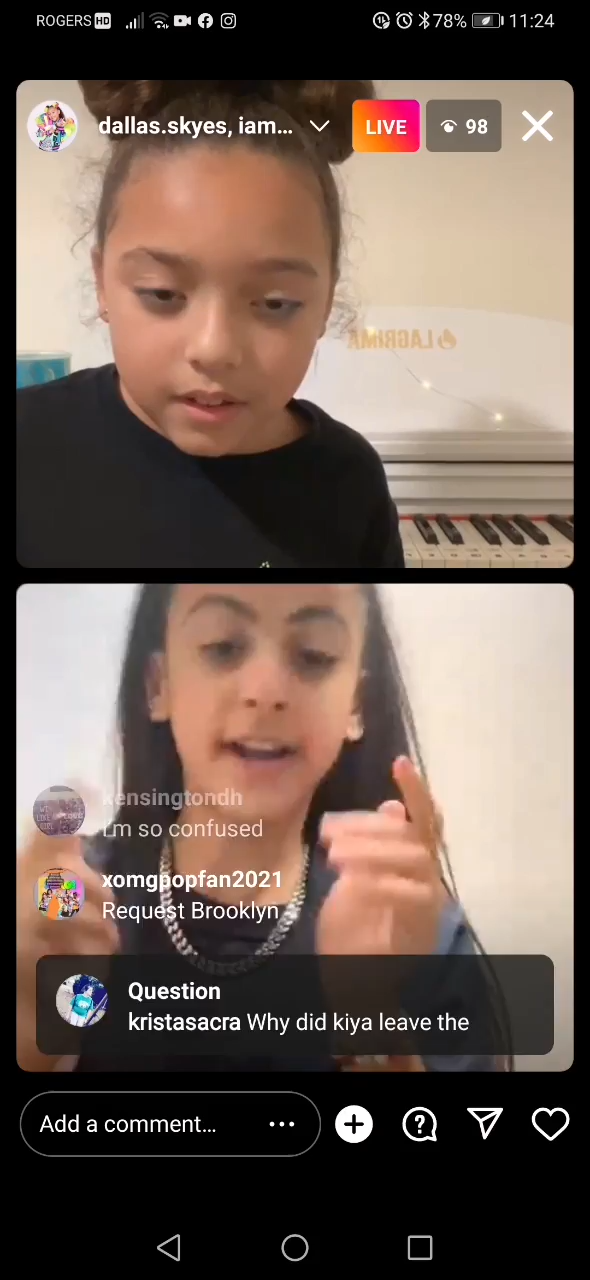 ROGERS HD
78% 11:24
dallas.skyes, iam...
LIVE
98
LAGRIMA
kensingtondh
I'm so confused
xomgpopfan2021
Request Brooklyn
Question
kristasacra Why did kiya leave the
Add a comment...